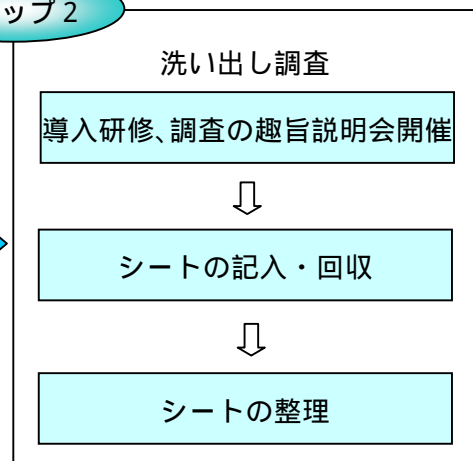 ップ２
洗い出し調査
導入研修、調査の趣旨説明会開催
⇩
シートの記入・回収
⇩
シートの整理